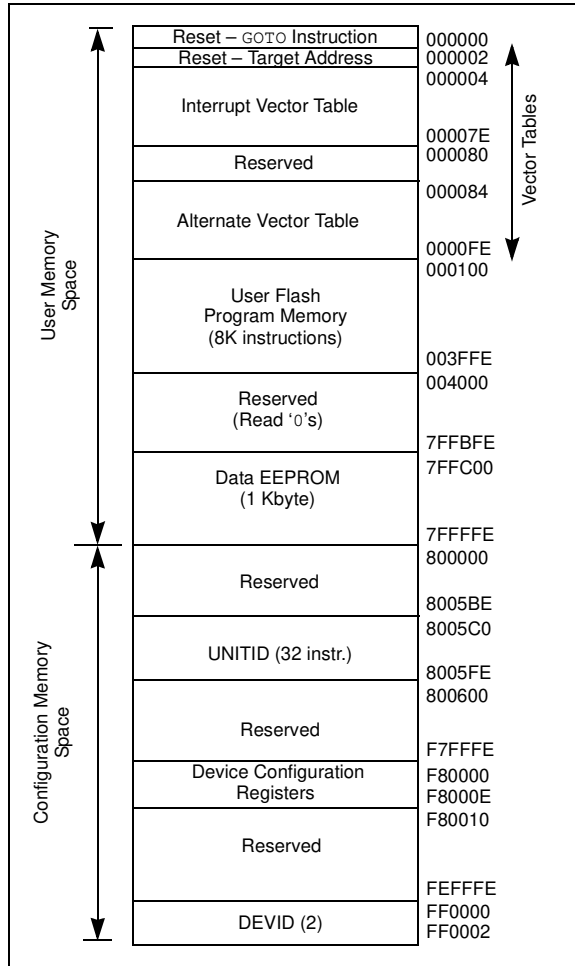 Reset – GOTO Instruction
000000
Reset – Target Address
000002
000004
Interrupt Vector Table
00007E
Reserved
000080
000084
Alternate Vector Table
0000FE
Vector Tables
000100
User Flash
Program Memory
(8K instructions)
003FFE
User Memory
Space
004000
Reserved
(Read ‘0’s)
7FFBFE
7FFC00
Data EEPROM
(1 Kbyte)
7FFFFE
800000
Reserved
8005BE
8005C0
UNITID (32 instr.)
8005FE
800600
Reserved
F7FFFE
Configuration Memory
Space
Device Configuration
Registers
F80000
F8000E
F80010
Reserved
FEFFFE
DEVID (2)
FF0000
FF0002